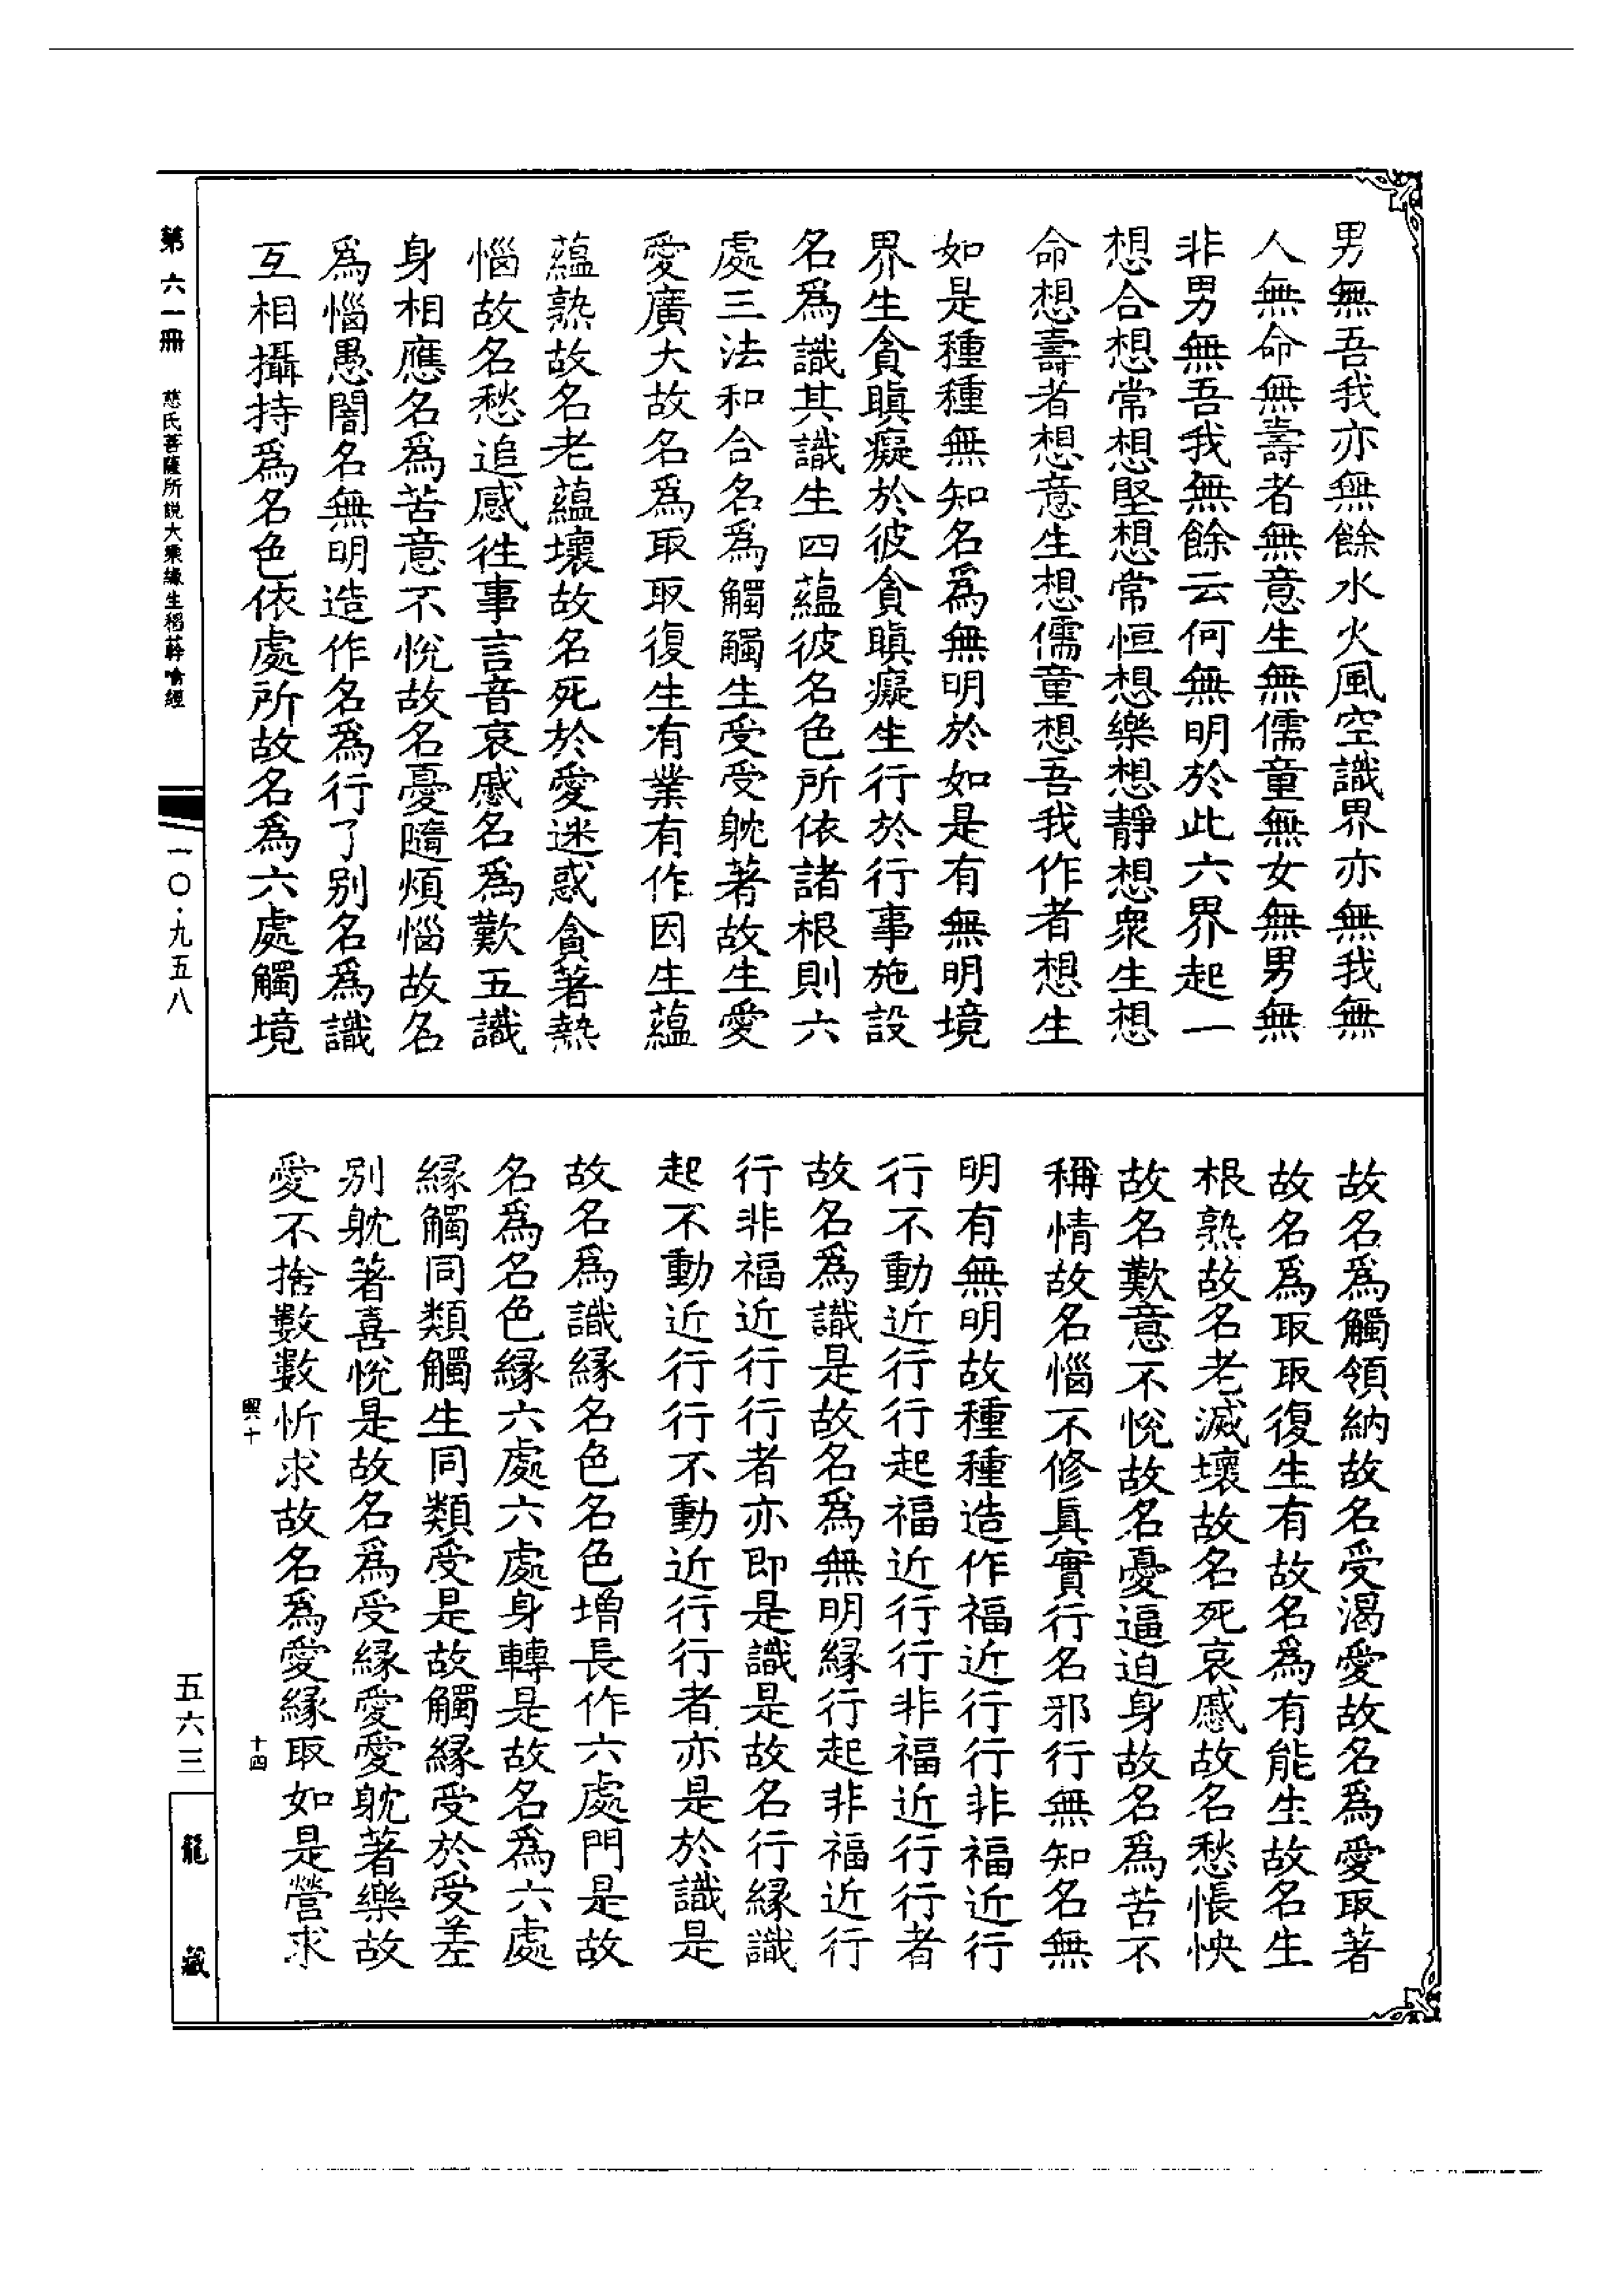 男無吾我亦無餘水火風空識界亦無我無
人無命無壽者無意生無儒童無女無男無
非男無吾我無餘云何無明於此六界起一
想合想常想堅想常恒想樂想靜想衆生想
命想壽者想意生想儒童想吾我作者想生
如是種種無知名爲無明於如是有無明境
界生貪瞋癡於彼貪瞋癡生行於行事施設
名爲識其識生四蘊彼名色所依諸根則六
處三法和合名爲觸觸生受受躭著故生愛
愛廣大故名爲取取復生有業有作因生蘊
蘊熟故名老蘊壞故名死於愛迷惑貪著熱
惱故名愁追感往事言音哀慼名爲歎五識
身相應名爲苦意不悅故名憂隨煩惱故名
爲惱愚闇名無明造作名爲行了别名爲識
互相攝持爲名色依處所故名爲六處觸境
故名爲觸領納故名受渴愛故名爲愛取著
故名爲取取復生有故名爲有能生故名生
根熟故名老滅壞故名死哀慼故名愁悵怏
故名歎意不悅故名憂逼迫身故名爲苦不
稱情故名惱不修真實行名邪行無知名無
明有無明故種種造作福近行行非福近行
行不動近行行起福近行行非福近行行者
故名爲識是故名爲無明緣行起非福近行
行非福近行行者亦即是識是故名行緣識
起不動近行行不動近行行者亦是於識是
故名爲識緣名色名色增長作六處門是故
名爲名色緣六處六處身轉是故名爲六處
緣觸同類觸生同類受是故觸緣受於受差
别躭著喜悅是故名爲受緣愛愛躭著樂故
愛不捨數數忻求故名爲愛緣取如是營求
照十
十四
第六一冊
慈氏菩薩所説大乘緣生稻𦼮喻經
一〇·九五八
五六三
龍藏